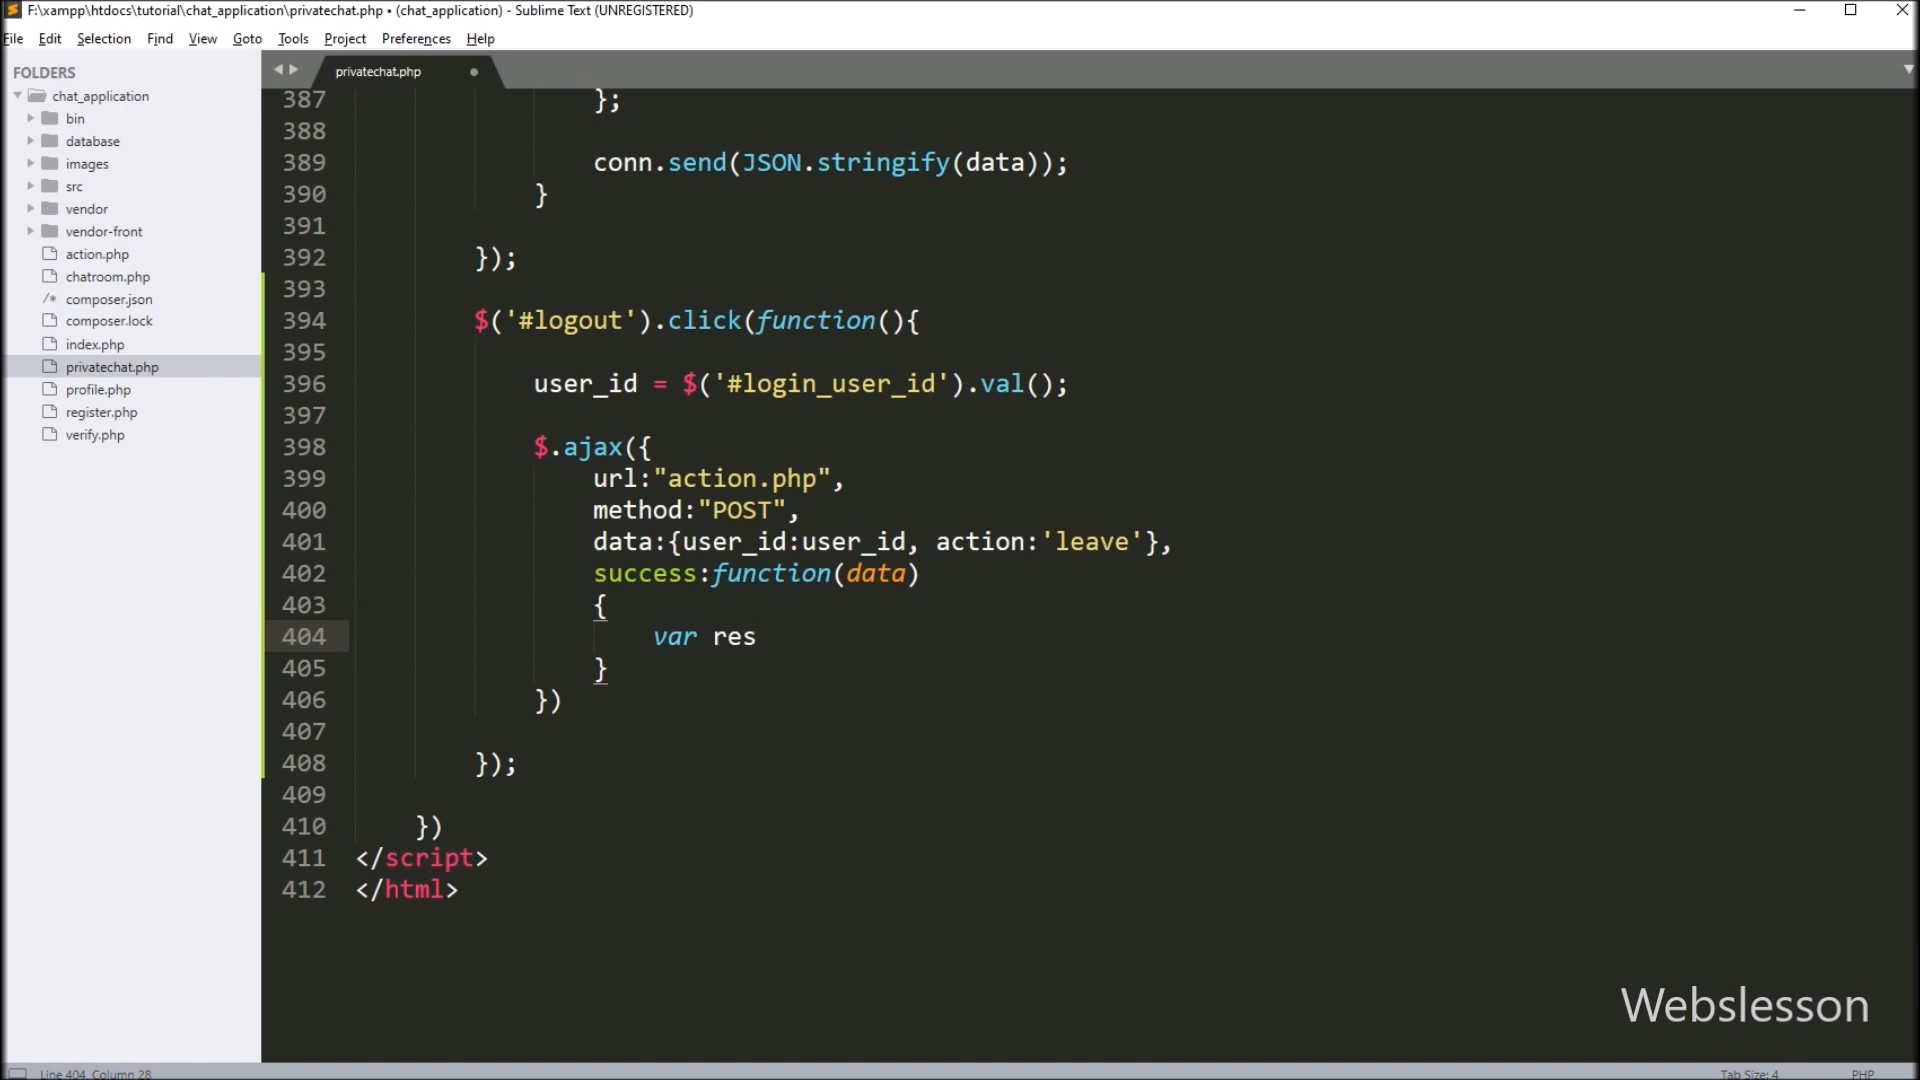 F:\xampp\htdocs\tutorial\chat_application\privatechat.php • (chat_application) - Sublime Text (UNREGISTERED)
File Edit Selection Find View Goto Tools Project Preferences Help
FOLDERS
chat_application
bin
database
images
src
vendor
vendor-front
action.php
chatroom.php
/* composer.json
composer.lock
index.php
privatechat.php
profile.php
register.php
verify.php
privatechat.php
387 };
388
389 conn.send(JSON.stringify(data));
390 }
391
392 });
393
394 $('#logout').click(function(){
395
396 user_id = $('#login_user_id').val();
397
398 $.ajax({
399 url:"action.php",
400 method:"POST",
401 data:{user_id:user_id, action:'leave'},
402 success:function(data)
403 {
404 var res
405 }
406 })
407
408 });
409
410 })
411 </script>
412 </html>
Webslesson
Line 404, Column 28
Tab Size: 4
PHP